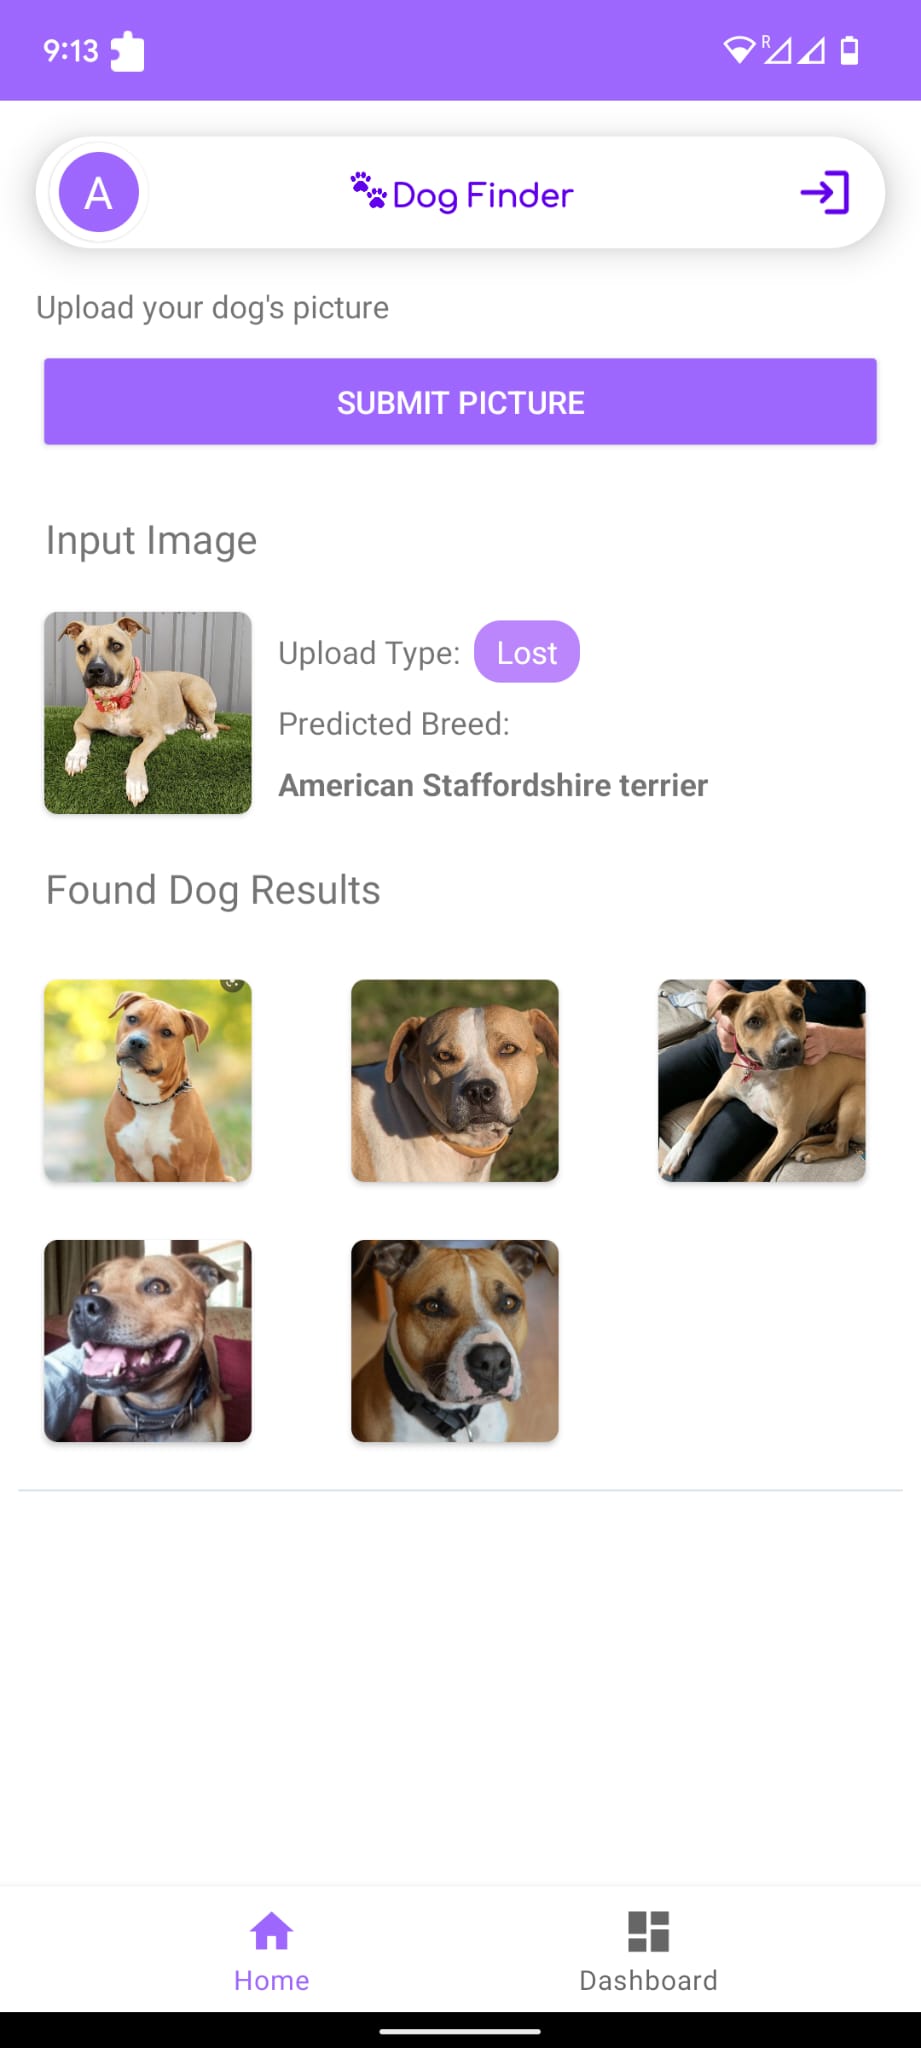 9:13
R
A
Dog Finder
Upload your dog's picture
SUBMIT PICTURE
Input Image
Upload Type: Lost
Predicted Breed:
American Staffordshire terrier
Found Dog Results
Home
Dashboard